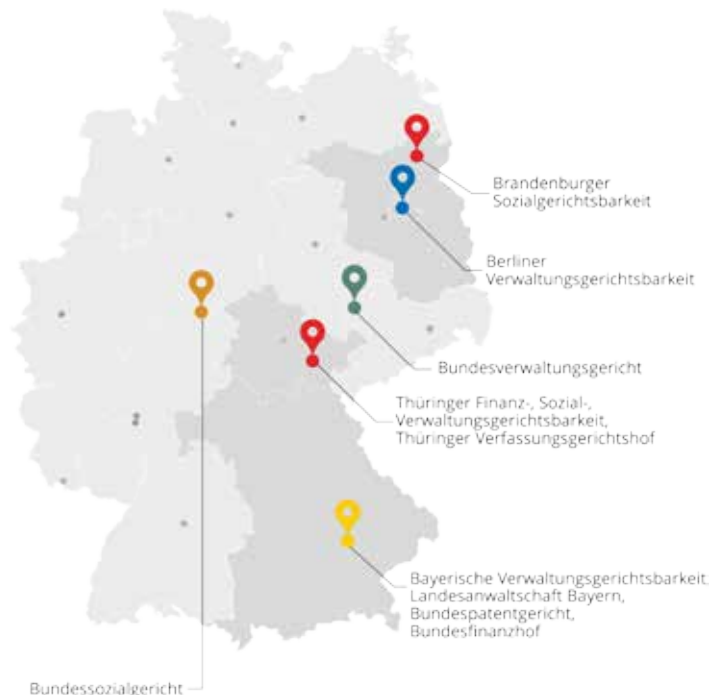 Brandenburger
Sozialgerichtsbarkeit
Berliner
Verwaltungsgerichtsbarkeit
Bundesverwaltungsgericht
Thüringer Finanz-, Sozial-,
Verwaltungsgerichtsbarkeit,
Thüringer Verfassungsgerichtshof
Bayerische Verwaltungsgerichtsbarkeit,
Landesanwaltschaft Bayern,
Bundespatentgericht,
Bundesfinanzhof
Bundessozialgericht